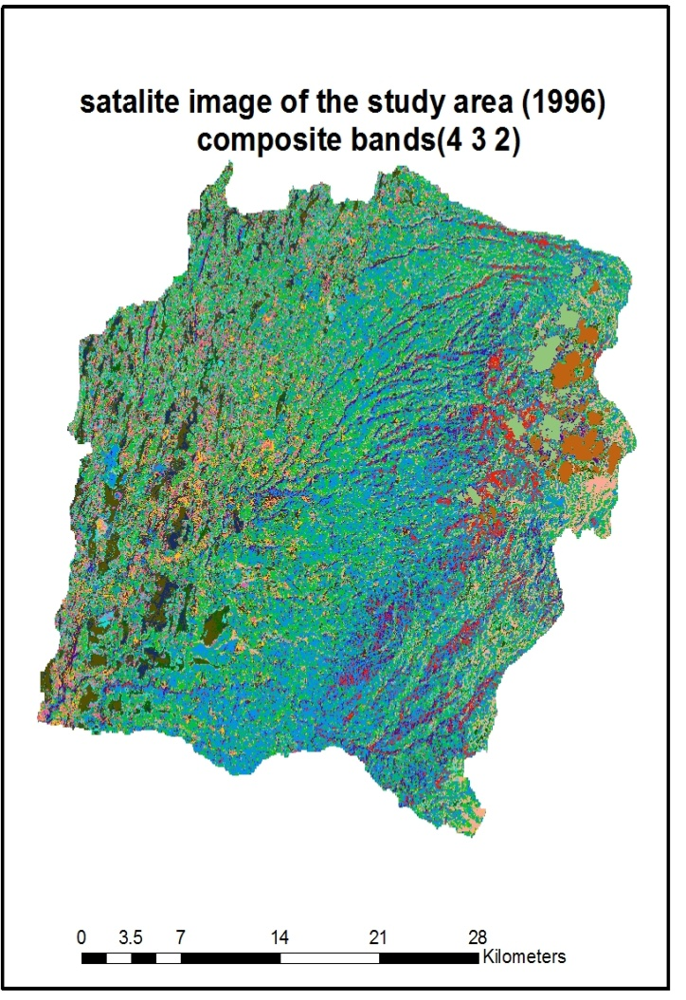 satalite image of the study area (1996)
composite bands(4 3 2)
0 3.5 7 14 21 28
Kilometers